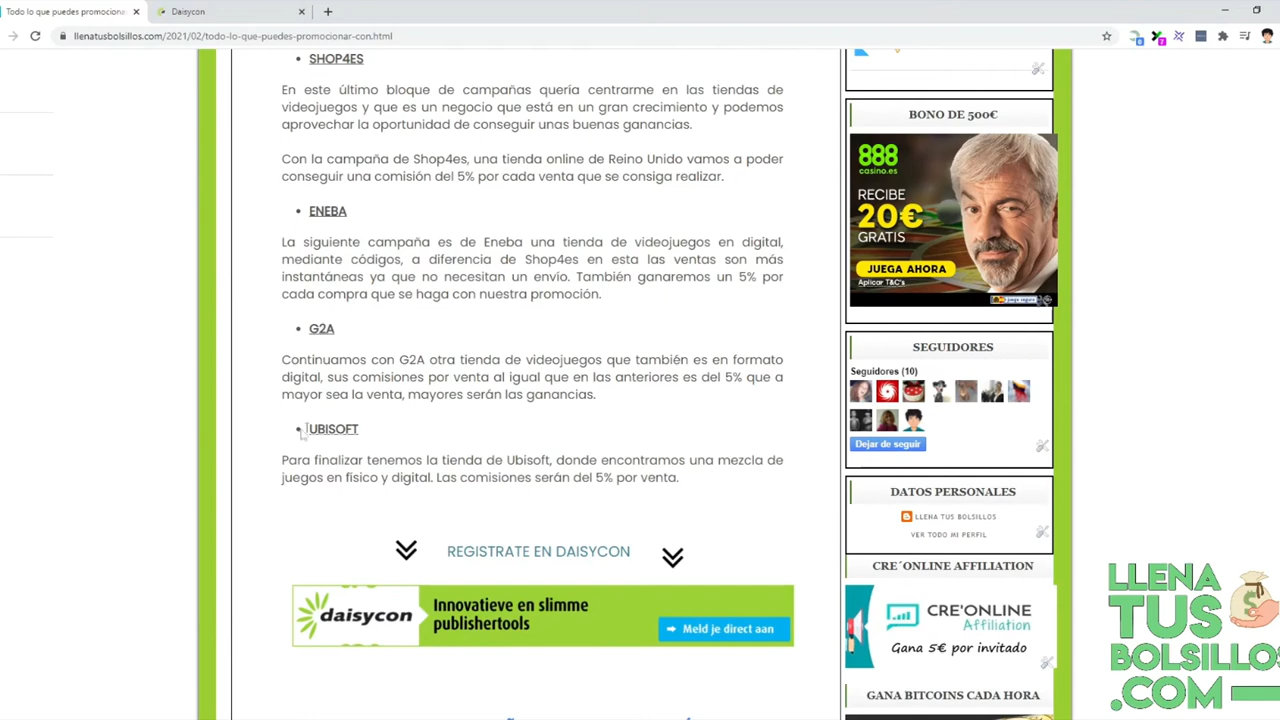 Todo lo que puedes promocionar
Daisycon
llenatusbolsillos.com/2021/02/todo-lo-que-puedes-promocionar-con.html
• SHOP4ES
En este último bloque de campañas quería centrarme en las tiendas de
videojuegos y que es un negocio que está en un gran crecimiento y podemos
aprovechar la oportunidad de conseguir unas buenas ganancias.
Con la campaña de Shop4es, una tienda online de Reino Unido vamos a poder
conseguir una comisión del 5% por cada venta que se consiga realizar.
• ENEBA
La siguiente campaña es de Eneba una tienda de videojuegos en digital,
mediante códigos, a diferencia de Shop4es en esta las ventas son más
instantáneas ya que no necesitan un envío. También ganaremos un 5% por
cada compra que se haga con nuestra promoción.
• G2A
Continuamos con G2A otra tienda de videojuegos que también es en formato
digital, sus comisiones por venta al igual que en las anteriores es del 5% que a
mayor sea la venta, mayores serán las ganancias.
• UBISOFT
Para finalizar tenemos la tienda de Ubisoft, donde encontramos una mezcla de
juegos en físico y digital. Las comisiones serán del 5% por venta.
REGISTRATE EN DAISYCON
daisycon
Innovatieve en slimme
publishertools
Meld je direct aan
BONO DE 500€
888
casino.es
RECIBE
20€
GRATIS
JUEGA AHORA
Aplicar T&C's
SEGUIDORES
Seguidores (10)
Dejar de seguir
DATOS PERSONALES
LLENA TUS BOLSILLOS
VER TODO MI PERFIL
CRE´ONLINE AFFILIATION
CRE'ONLINE
Affiliation
Gana 5€ por invitado
GANA BITCOINS CADA HORA
LLENA
TUS
BOLSILLOS
.COM